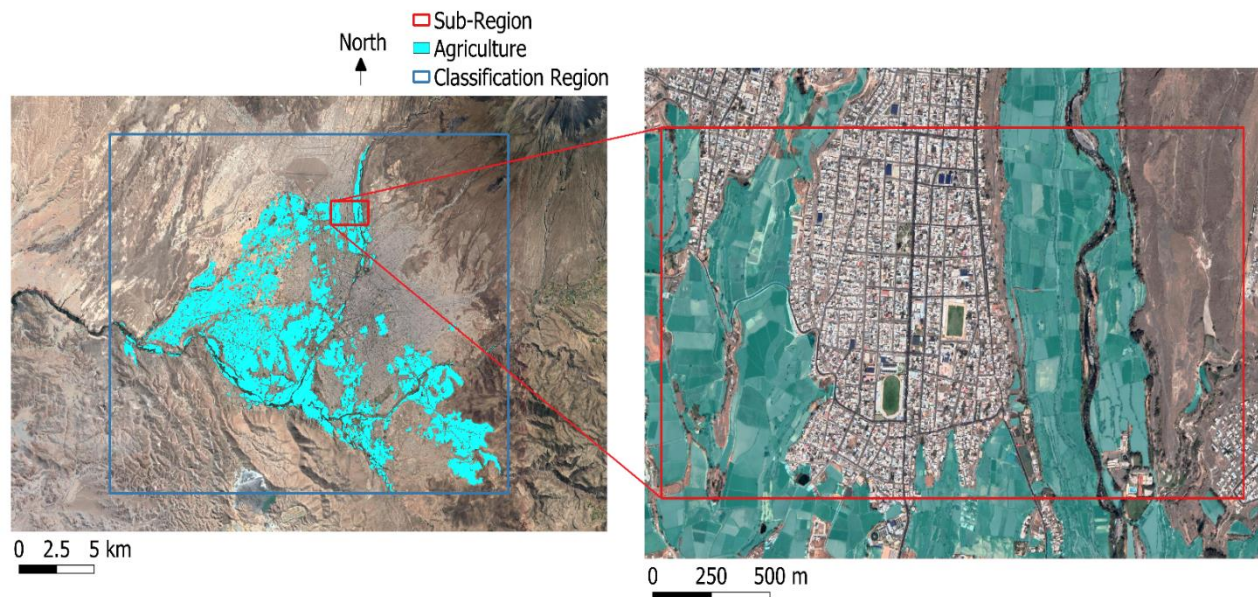 Sub-Region
North
Agriculture
Classification Region
0 2.5 5 km
0 250 500 m